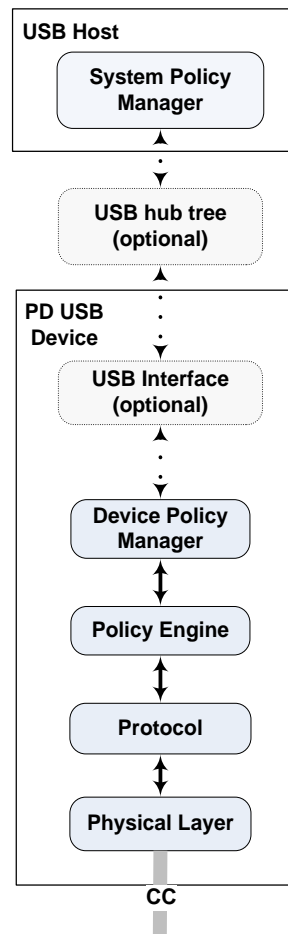 USB Host
System Policy
Manager
USB hub tree
(optional)
PD USB
Device
USB Interface
(optional)
Device Policy
Manager
Policy Engine
Protocol
Physical Layer
CC